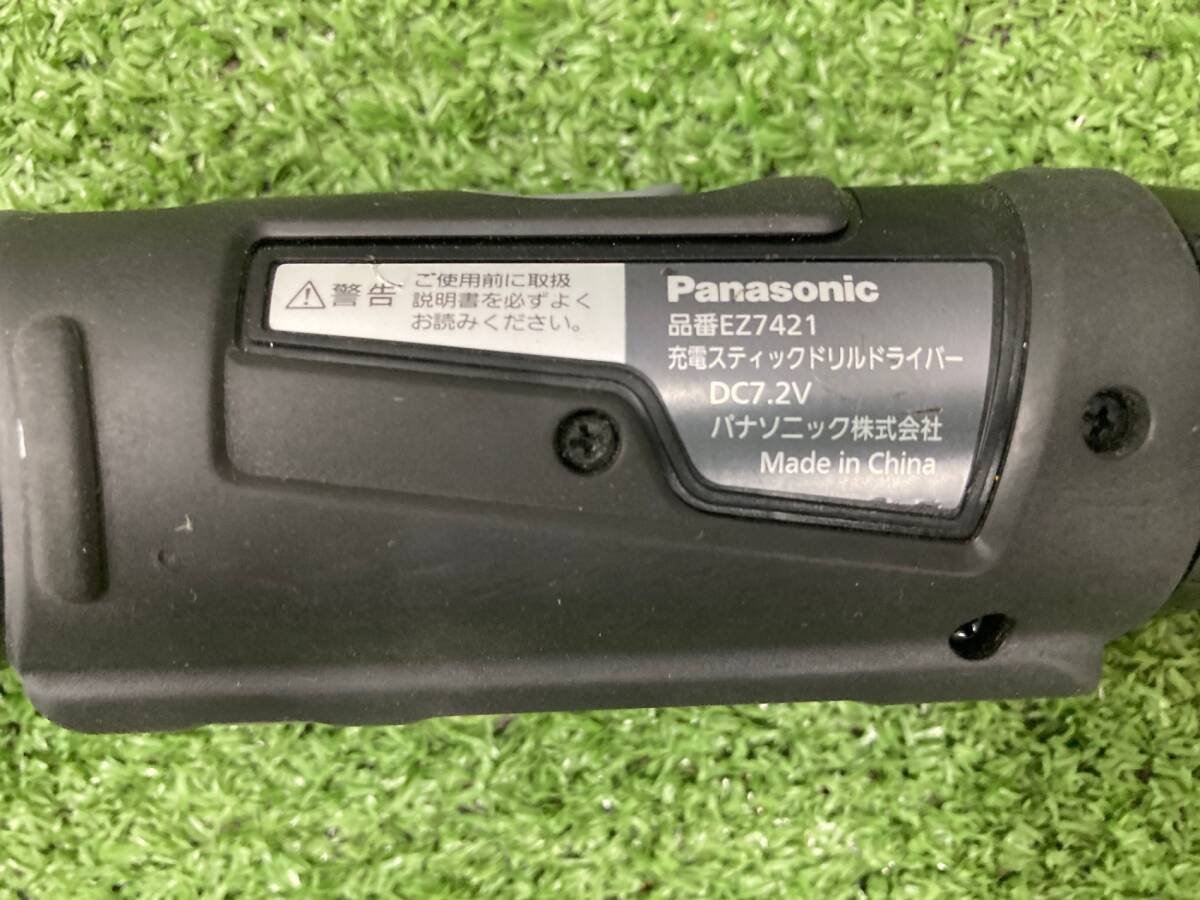 警告
ご使用前に取扱
説明書を必ずよく
お読みください。
Panasonic
品番EZ7421
充電スティックドリルドライバー
DC7.2V
パナソニック株式会社
Made in China